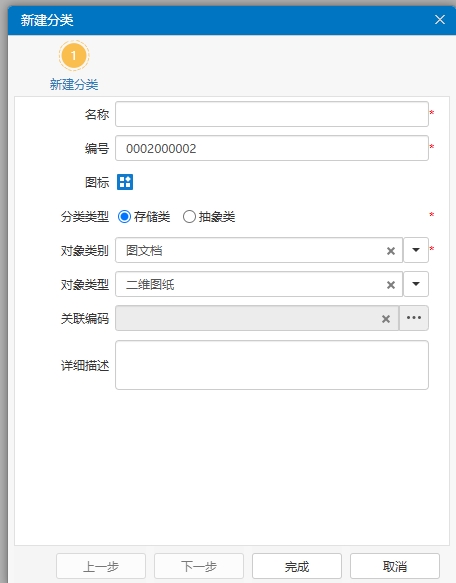 新建分类
1
新建分类
名称 *
编号 0002000002 *
图标
分类类型 存储类 抽象类 *
对象类别 图文档 *
对象类型 二维图纸
关联编码
详细描述
上一步 下一步 完成 取消